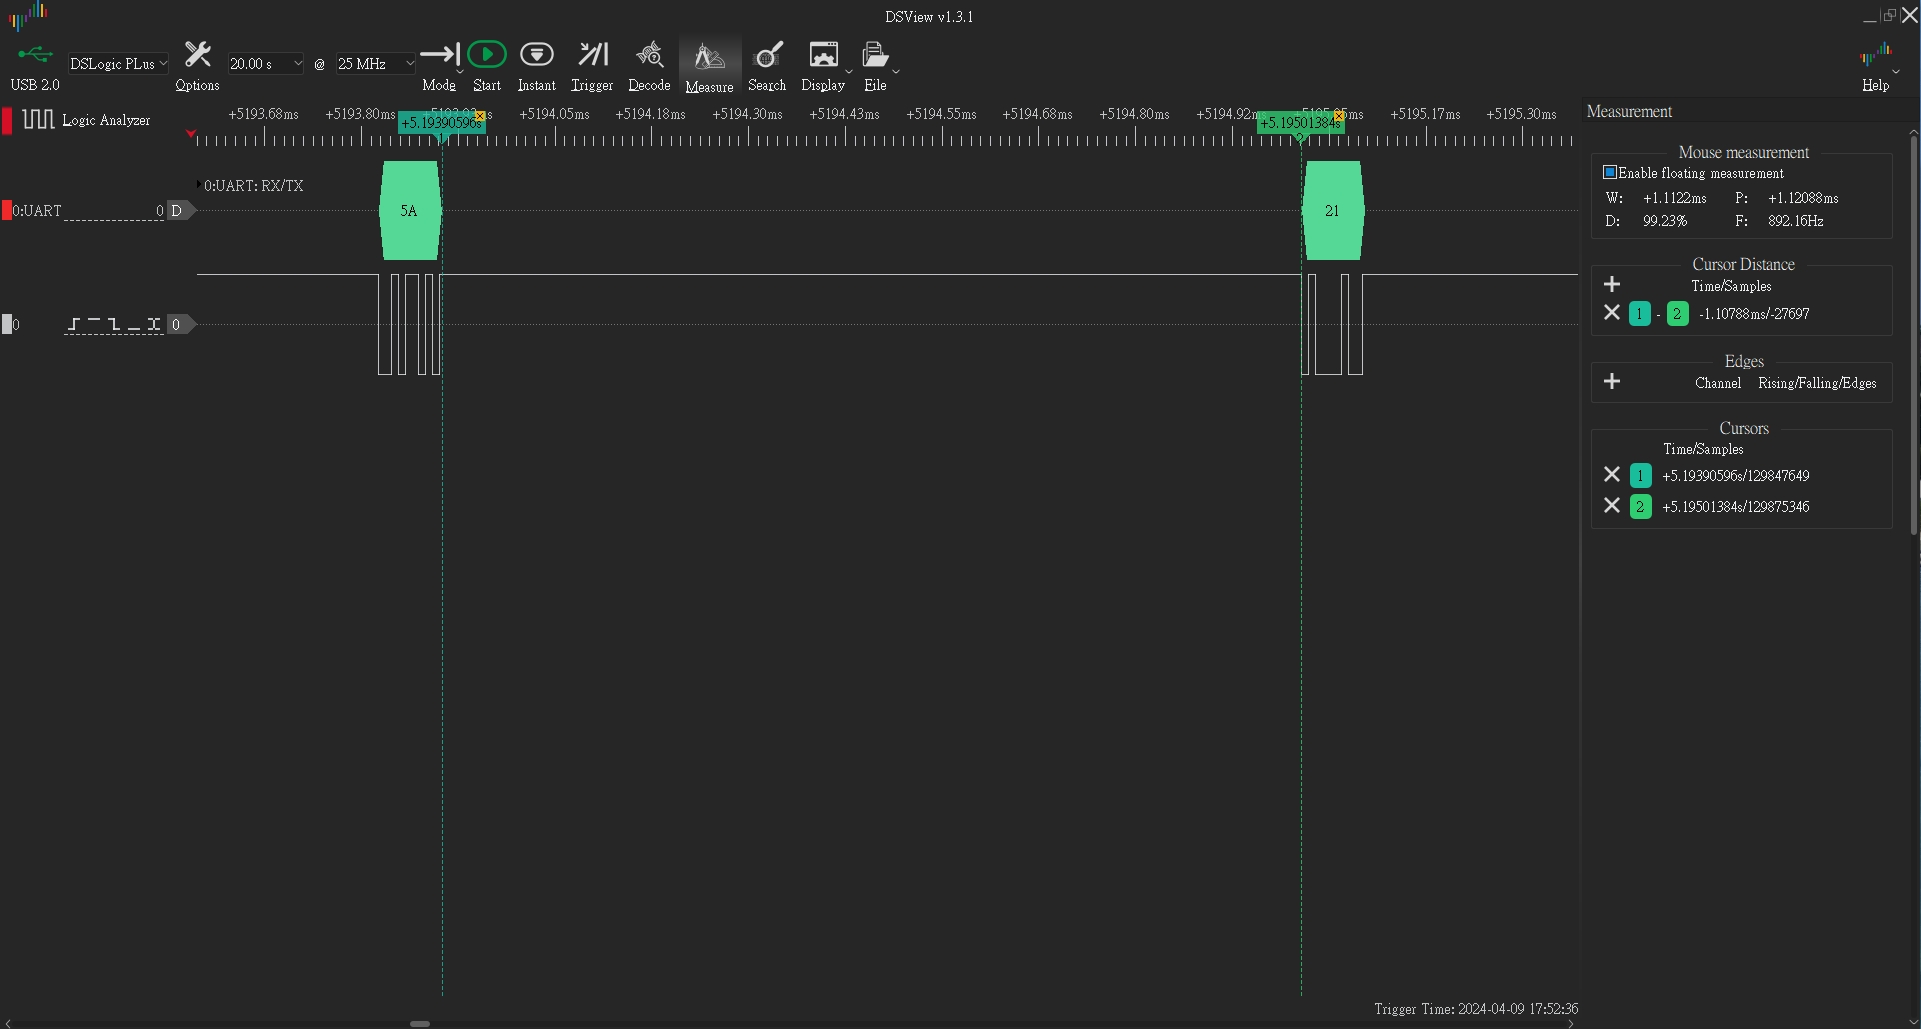 DSView v1.3.1
USB 2.0
DSLogic PLus
Options
20.00 s
@
25 MHz
Mode
Start
Instant
Trigger
Decode
Measure
Search
Display
File
Help
Logic Analyzer
+5193.68ms +5193.80ms +5194.05ms +5194.18ms +5194.30ms +5194.43ms +5194.55ms +5194.68ms +5194.80ms +5194.92ms +5195.17ms +5195.30ms
+5.19390596s
+5.19501384s
0:UART: RX/TX
0:UART 0 D
5A
21
0 0
Trigger Time: 2024-04-09 17:52:36
Measurement
Mouse measurement
Enable floating measurement
W: +1.1122ms P: +1.12088ms
D: 99.23% F: 892.16Hz
Cursor Distance
Time/Samples
1 - 2 -1.10788ms/-27697
Edges
Channel Rising/Falling/Edges
Cursors
Time/Samples
1 +5.19390596s/129847649
2 +5.19501384s/129875346